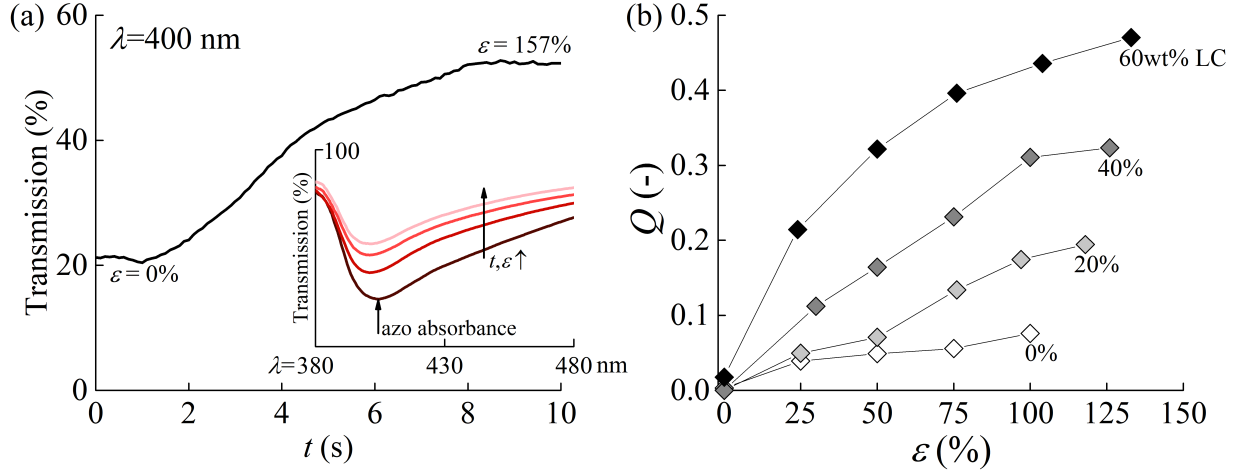 (a)
60
λ=400 nm
ε = 157%
40
Transmission (%)
100
Transmission (%)
t,ε↑
20
ε = 0%
azo absorbance
λ=380
430
480 nm
0
0
2
4
6
8
10
t (s)
(b)
0.5
60wt% LC
0.4
40%
0.3
Q (-)
0.2
20%
0.1
0%
0.0
0
25
50
75
100
125
150
ε (%)